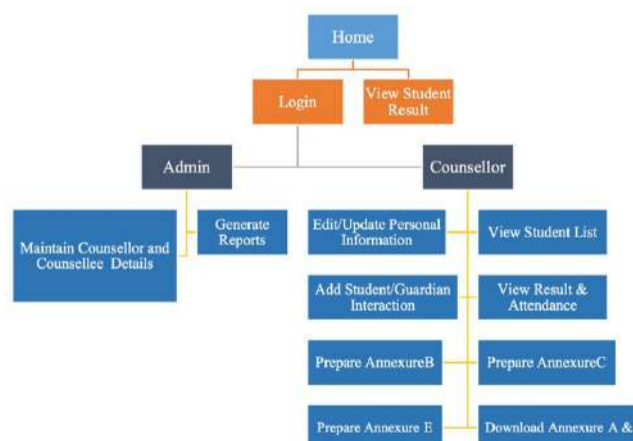 Home
Login
View Student
Result
Admin
Counsellor
Maintain Counsellor and
Counsellee Details
Generate
Reports
Edit/Update Personal
Information
View Student List
Add Student/Guardian
Interaction
View Result &
Attendance
Prepare AnnexureB
Prepare AnnexureC
Prepare Annexure E
Download Annexure A &